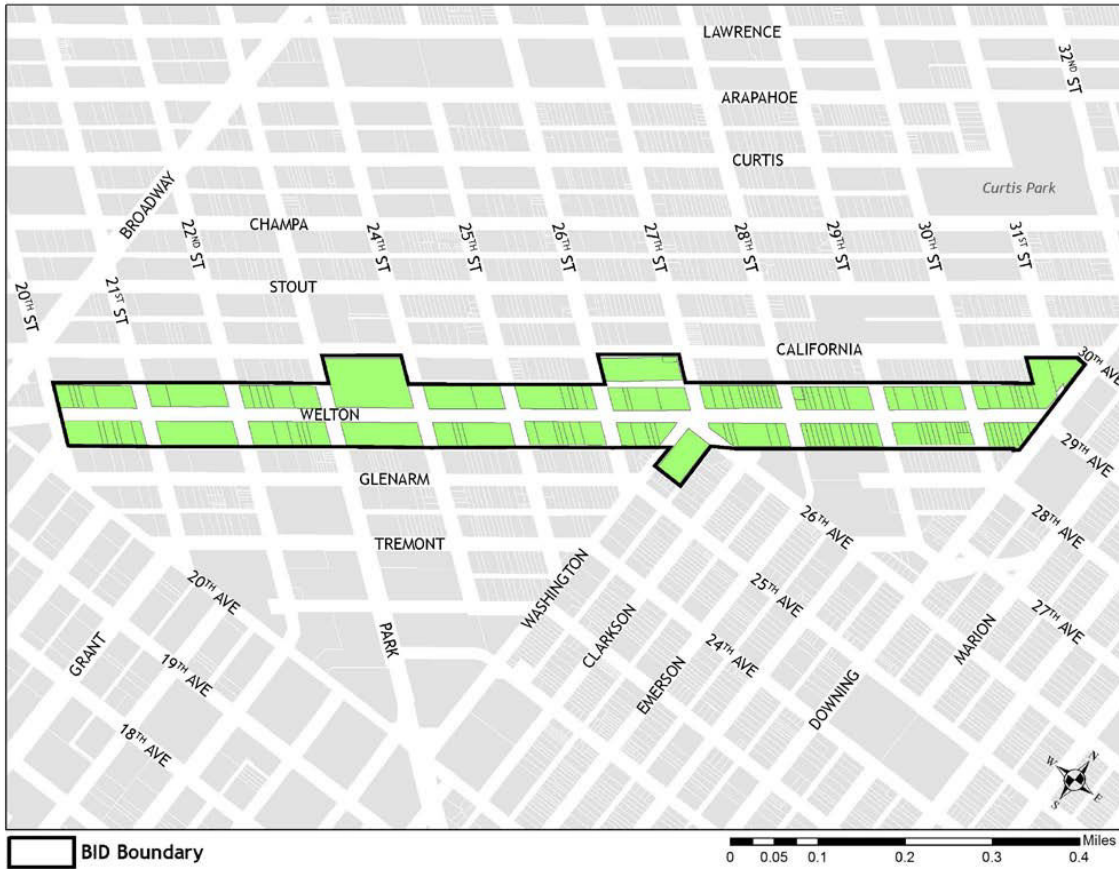 LAWRENCE
32ND ST
ARAPAHOE
CURTIS
Curtis Park
BROADWAY
CHAMPA
22ND ST
24TH ST
25TH ST
26TH ST
27TH ST
28TH ST
29TH ST
30TH ST
31ST ST
20TH ST
21ST ST
STOUT
CALIFORNIA
30TH AVE
WELTON
29TH AVE
GLENARM
28TH AVE
26TH AVE
TREMONT
20TH AVE
WASHINGTON
25TH AVE
27TH AVE
PARK
CLARKSON
MARION
GRANT
19TH AVE
EMERSON
24TH AVE
DOWNING
18TH AVE
N
W
E
S
BID Boundary
Miles
0 0.05 0.1 0.2 0.3 0.4